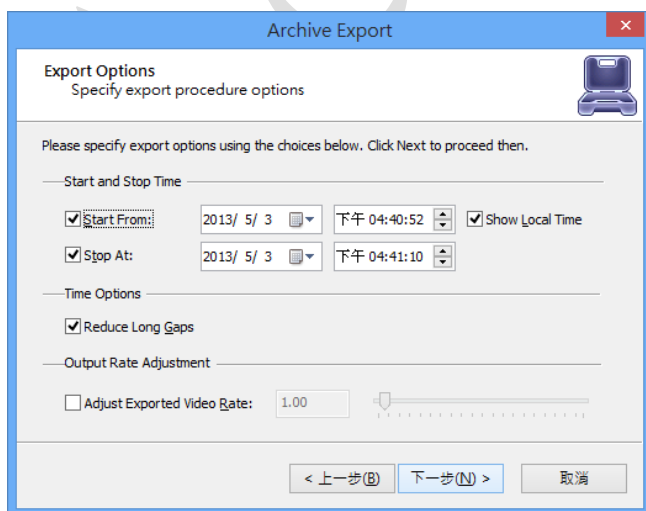 Archive Export
Export Options
Specify export procedure options
Please specify export options using the choices below. Click Next to proceed then.
Start and Stop Time
Start From: 2013/ 5/ 3 下午 04:40:52 Show Local Time
Stop At: 2013/ 5/ 3 下午 04:41:10
Time Options
Reduce Long Gaps
Output Rate Adjustment
Adjust Exported Video Rate: 1.00
< 上一步(B) 下一步(N) > 取消